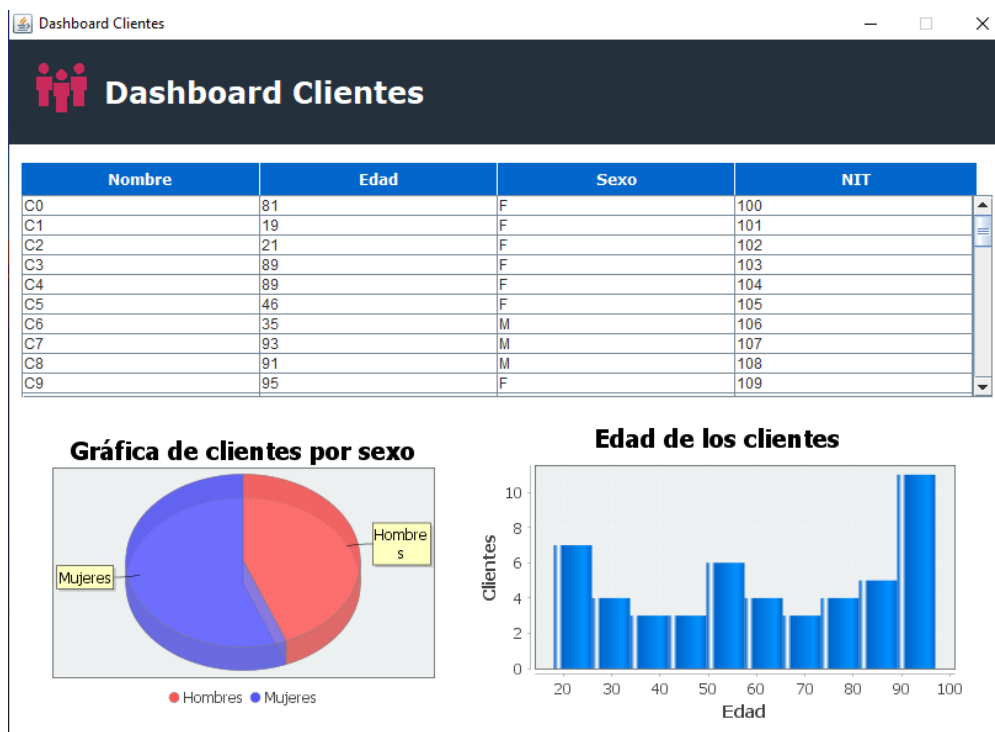 Dashboard Clientes
Dashboard Clientes
Nombre Edad Sexo NIT
C0 81 F 100
C1 19 F 101
C2 21 F 102
C3 89 F 103
C4 89 F 104
C5 46 F 105
C6 35 M 106
C7 93 M 107
C8 91 M 108
C9 95 F 109
Gráfica de clientes por sexo
Hombre
s
Mujeres
Hombres Mujeres
Edad de los clientes
Clientes
10
8
6
4
2
0
20 30 40 50 60 70 80 90 100
Edad